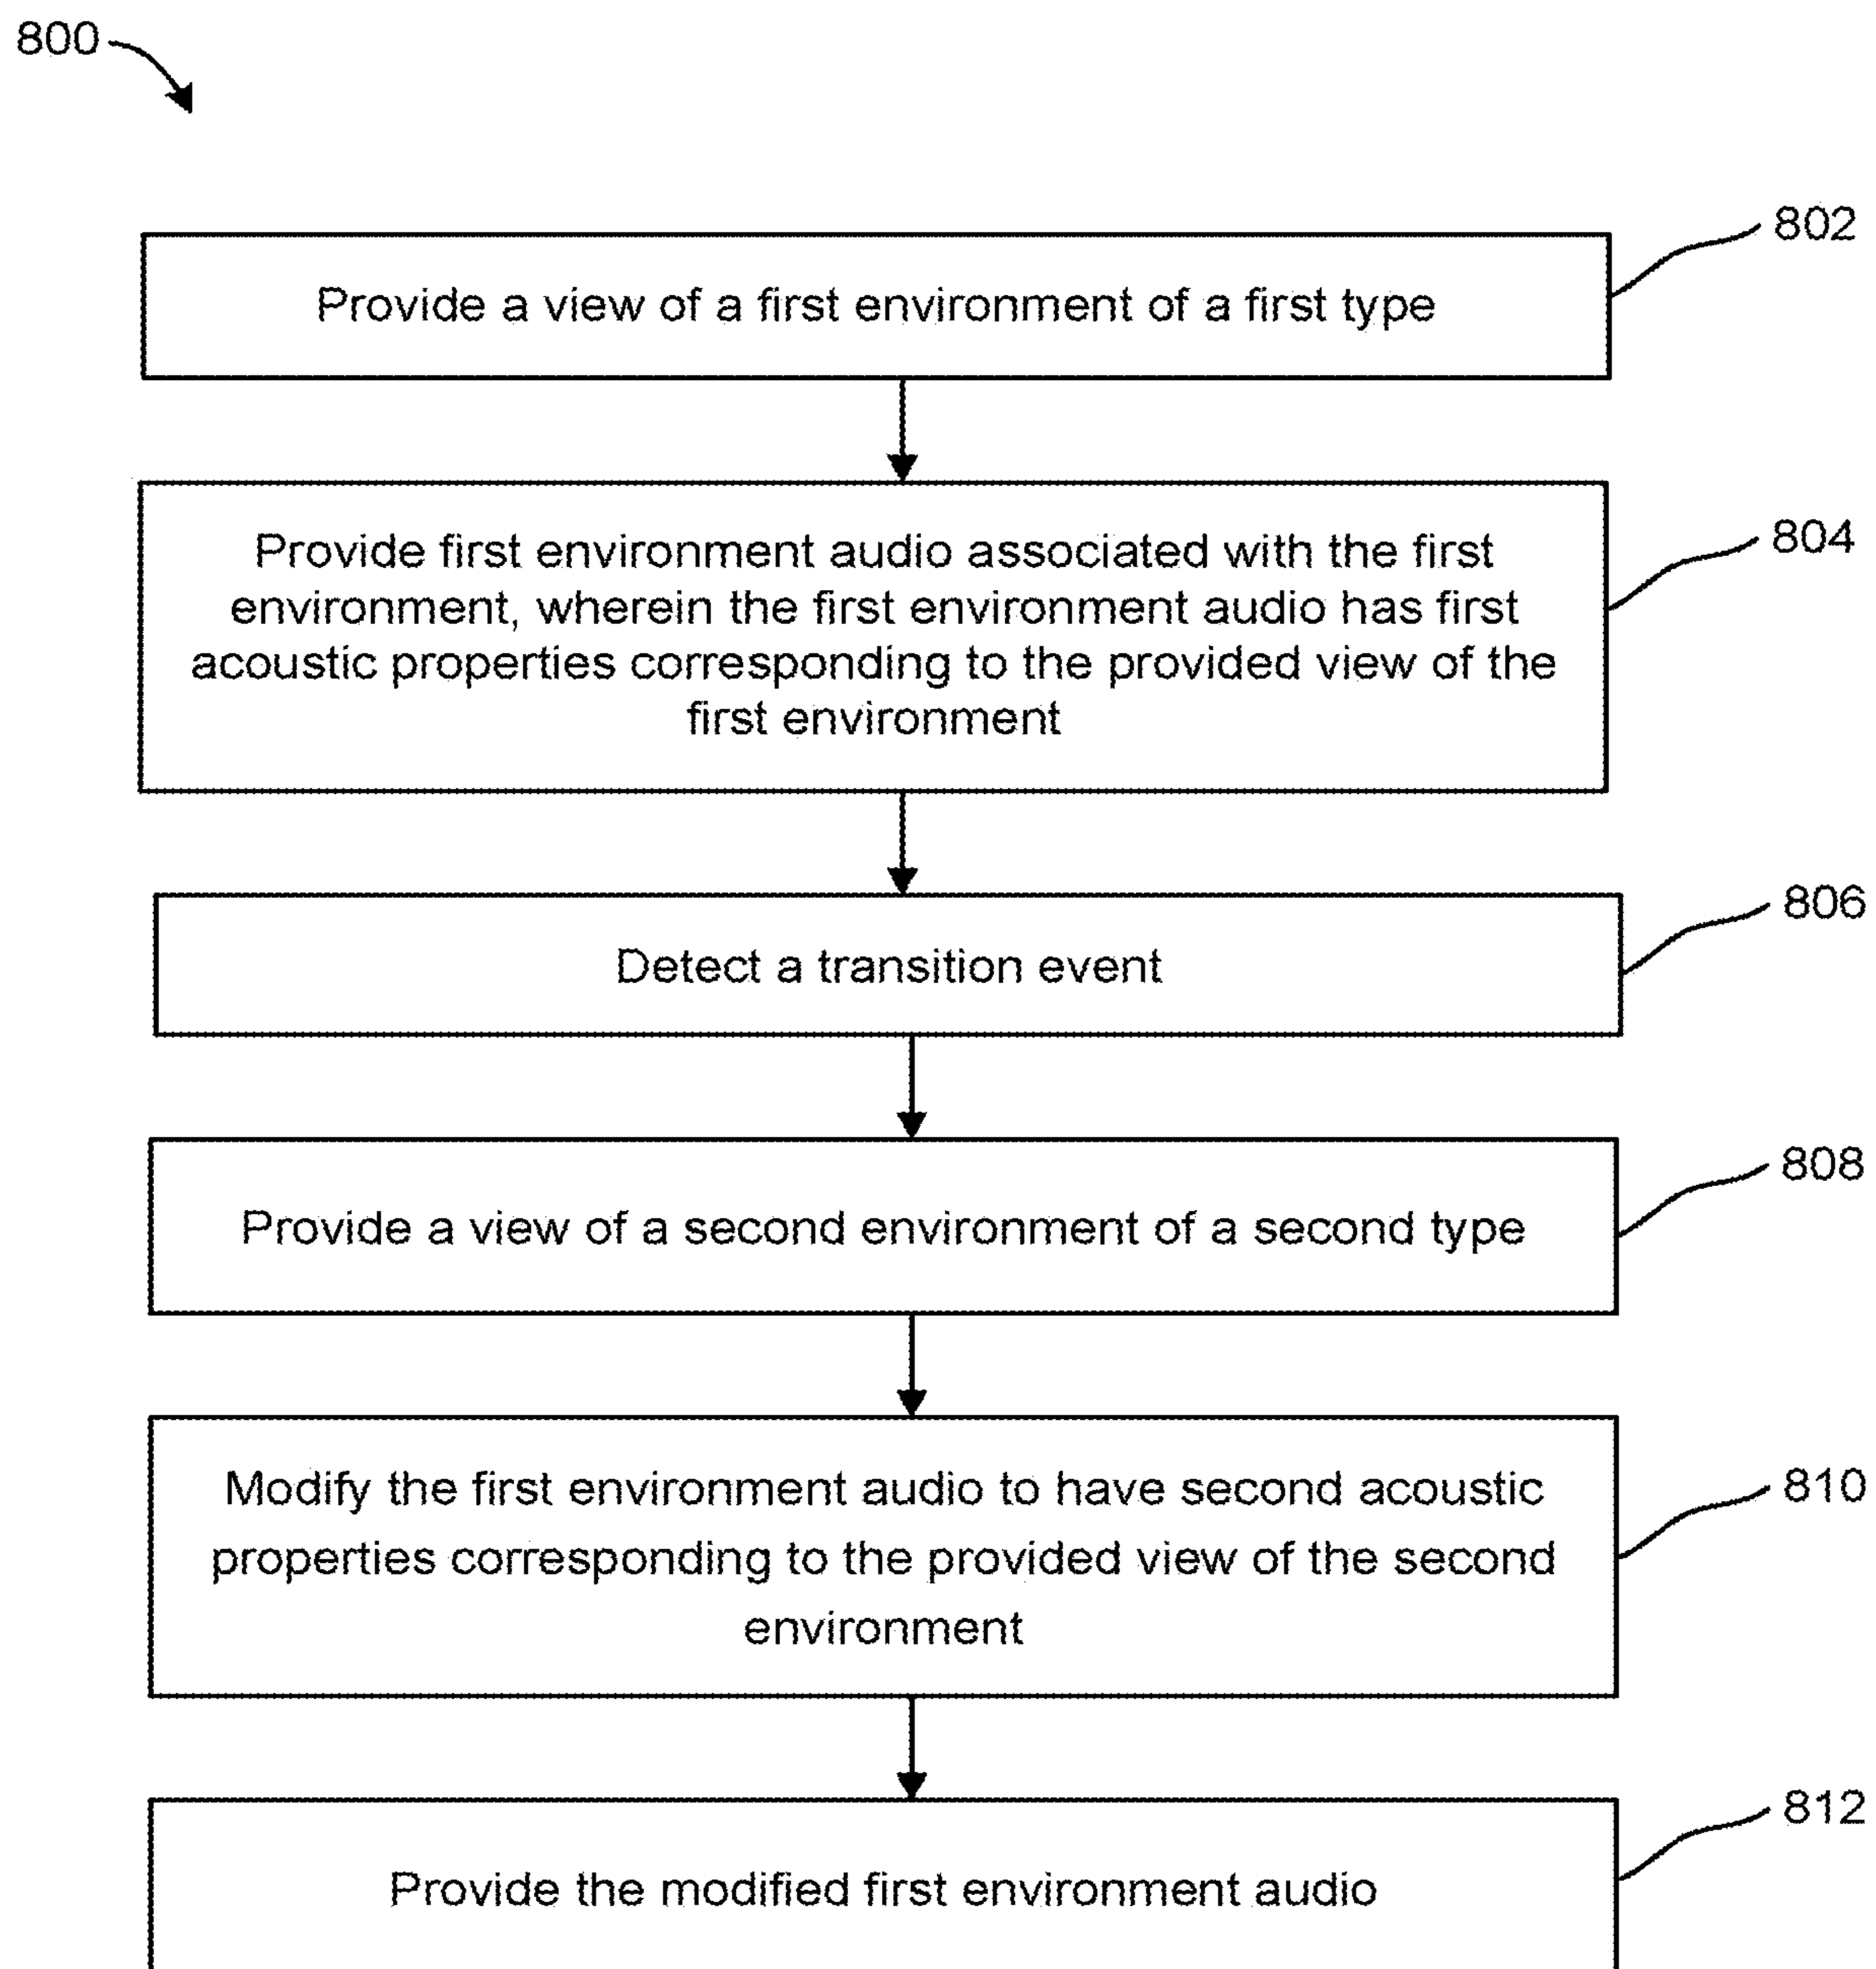 800
802
Provide a view of a first environment of a first type
804
Provide first environment audio associated with the first
environment, wherein the first environment audio has first
acoustic properties corresponding to the provided view of the
first environment
806
Detect a transition event
808
Provide a view of a second environment of a second type
810
Modify the first environment audio to have second acoustic
properties corresponding to the provided view of the second
environment
812
Provide the modified first environment audio